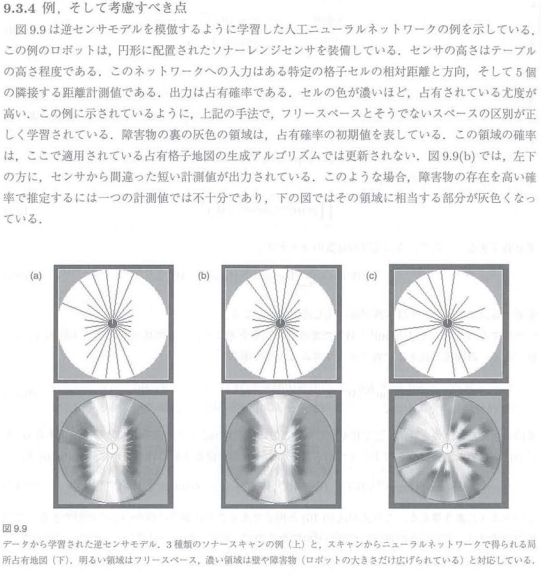 9.3.4 例，そして考慮すべき点
図 9.9 は逆センサモデルを模倣するように学習した人工ニューラルネットワークの例を示している．
この例のロボットは，円形に配置されたソナーレンジセンサを装備している．センサの高さはテーブル
の高さ程度である．このネットワークへの入力はある特定の格子セルの相対距離と方向，そして 5 個
の隣接する距離計測値である．出力は占有確率である．セルの色が濃いほど，占有されている尤度が
高い．この例に示されているように，上記の手法で，フリースペースとそうでないスペースの区別が正
しく学習されている．障害物の裏の灰色の領域は，占有確率の初期値を表している．この領域の確率
は，ここで適用されている占有格子地図の生成アルゴリズムでは更新されない．図 9.9(b) では，左下
の方に，センサから間違った短い計測値が出力されている．このような場合，障害物の存在を高い確
率で推定するには一つの計測値では不十分であり，下の図ではその領域に相当する部分が灰色くなっ
ている．
(a) (b) (c)
図 9.9
データから学習された逆センサモデル．3 種類のソナースキャンの例（上）と，スキャンからニューラルネットワークで得られる局
所占有地図（下）．明るい領域はフリースペース，濃い領域は壁や障害物（ロボットの大きさだけ広げられている）と対応している．